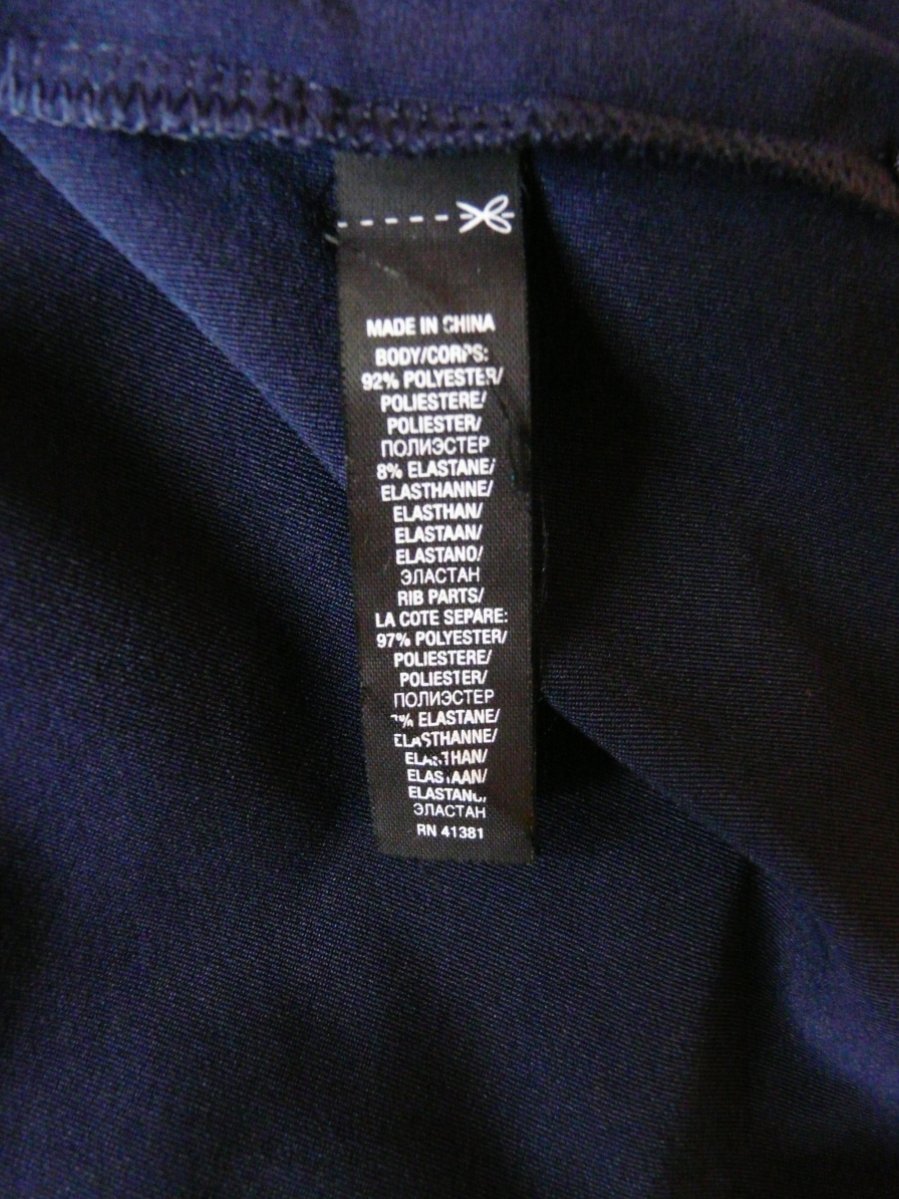 MADE IN CHINA
BODY/CORPS:
92% POLYESTER/
POLIESTERE/
POLIESTER/
ПОЛИЭСТЕР
8% ELASTANE/
ELASTHANNE/
ELASTHAN/
ELASTAAN/
ELASTANO/
ЭЛАСТАН
RIB PARTS/
LA COTE SEPARE:
97% POLYESTER/
POLIESTERE/
POLIESTER/
ПОЛИЭСТЕР
ELASTANE/
ELASTHANNE/
ELASTHAN/
ELASTAAN/
ELASTANO/
ЭЛАСТАН
RN 41381